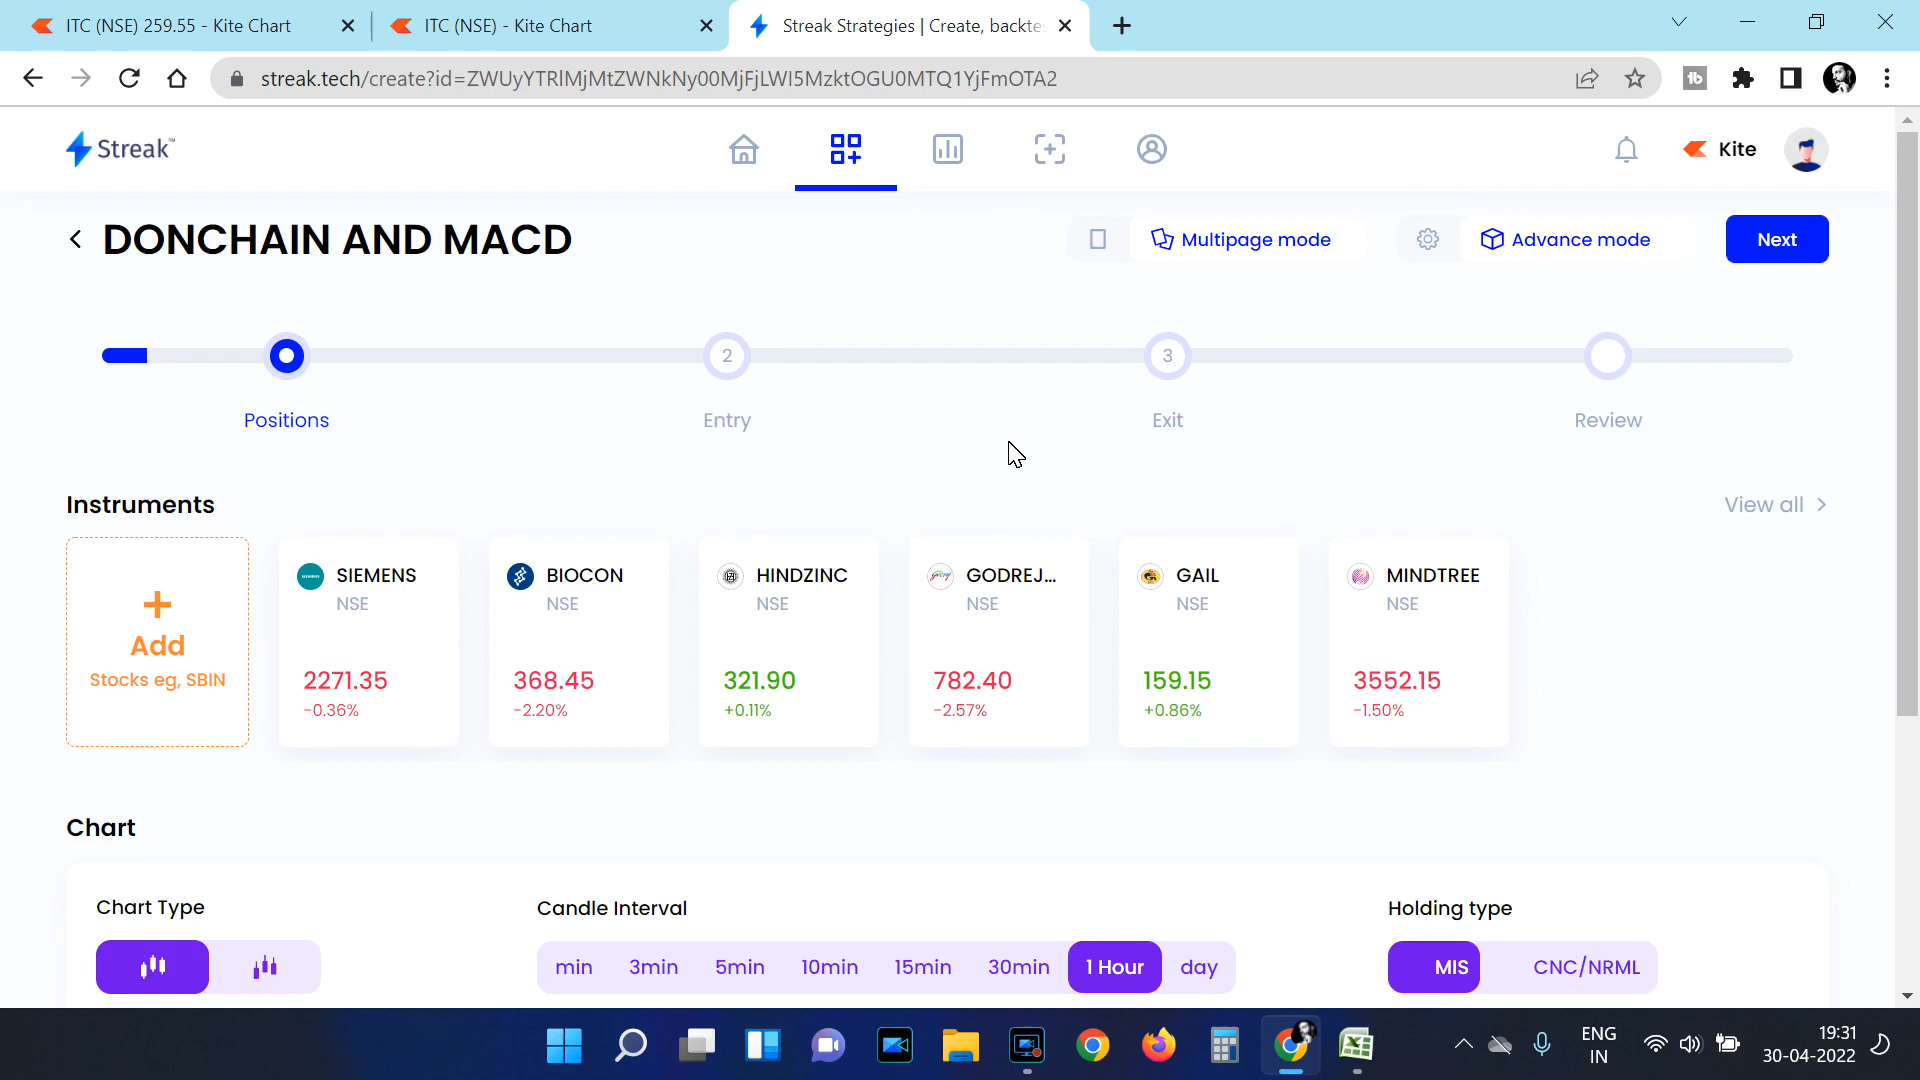 ITC (NSE) 259.55 - Kite Chart
ITC (NSE) - Kite Chart
Streak Strategies | Create, backte
streak.tech/create?id=ZWUyYTRlMjMtZWNkNy00MjFjLWI5MzktOGU0MTQ1YjFmOTA2
Streak™
Kite
DONCHAIN AND MACD
Multipage mode
Advance mode
Next
2
3
Positions
Entry
Exit
Review
Instruments
View all
Add
Stocks eg, SBIN
SIEMENS
NSE
2271.35
-0.36%
BIOCON
NSE
368.45
-2.20%
HINDZINC
NSE
321.90
+0.11%
GODREJ...
NSE
782.40
-2.57%
GAIL
NSE
159.15
+0.86%
MINDTREE
NSE
3552.15
-1.50%
Chart
Chart Type
Candle Interval
Holding type
min 3min 5min 10min 15min 30min 1 Hour day
MIS CNC/NRML
ENG
IN
19:31
30-04-2022